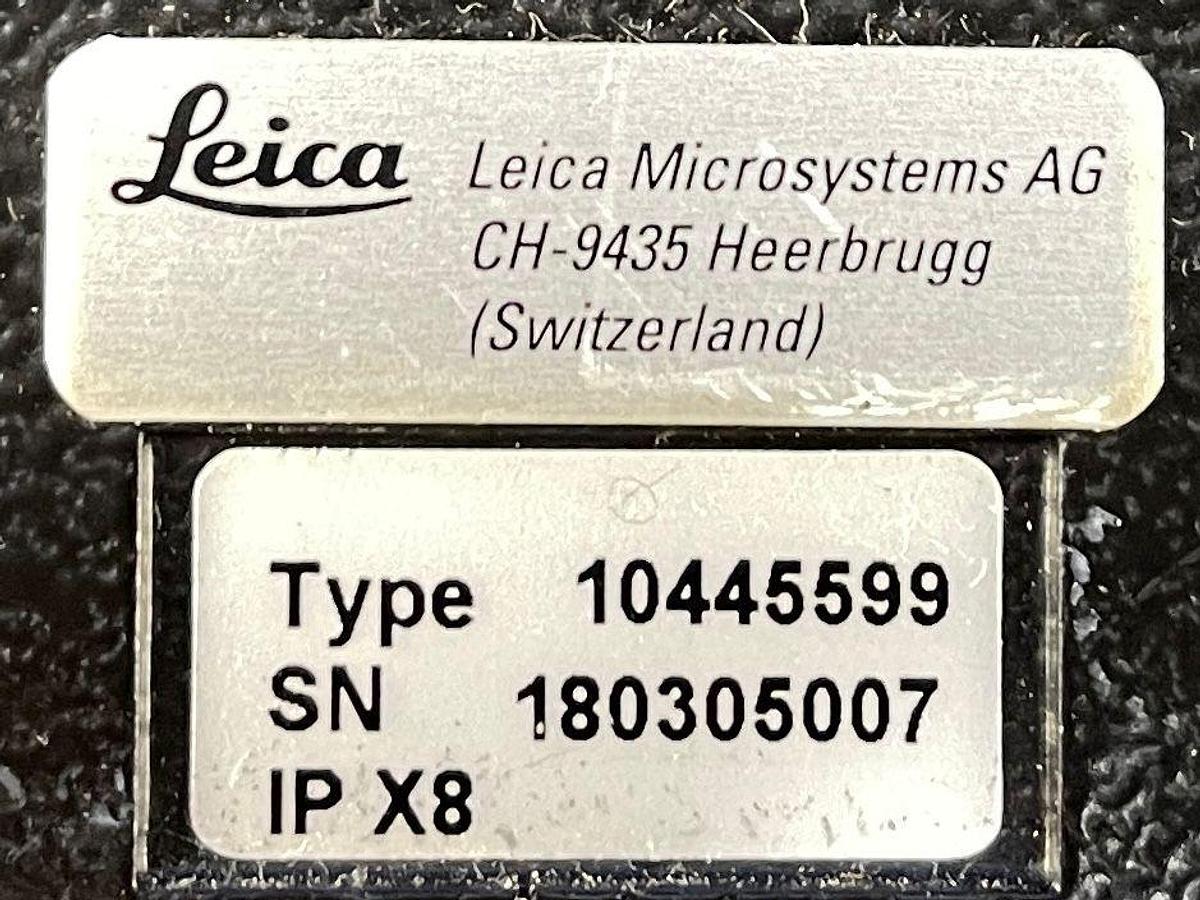 Leica
Leica Microsystems AG
CH-9435 Heerbrugg
(Switzerland)
Type 10445599
SN 180305007
IP X8